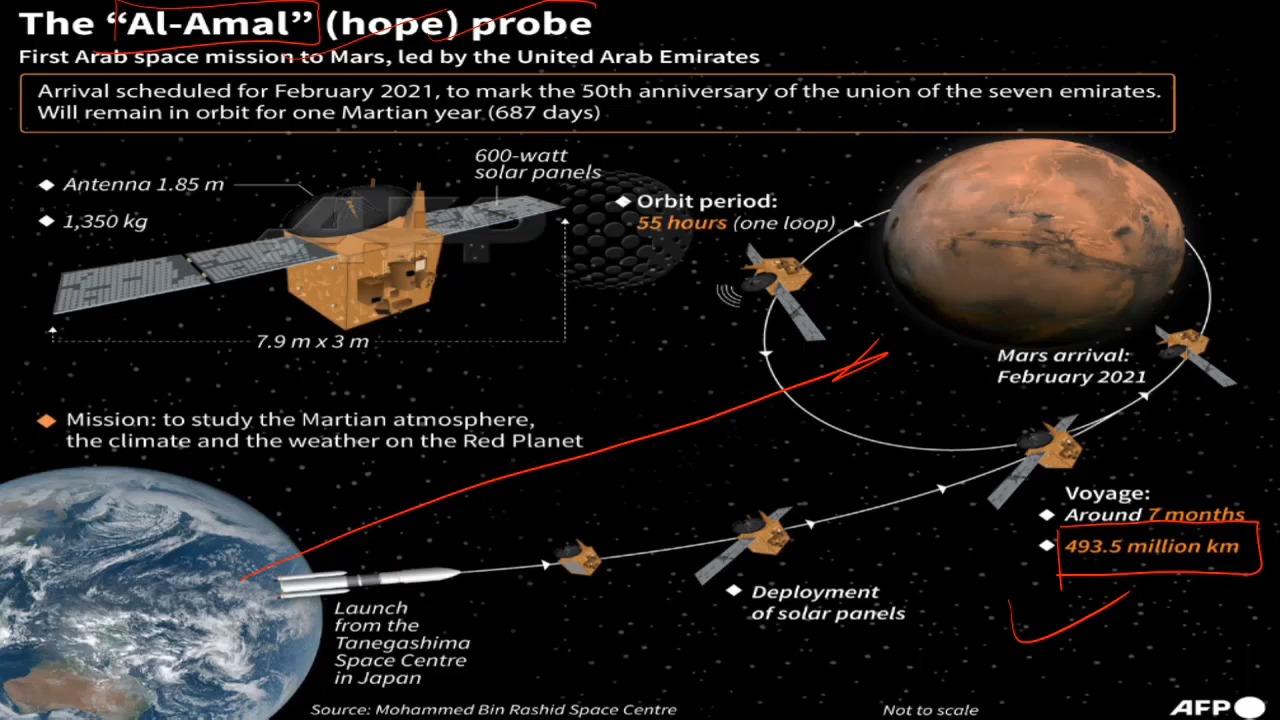 The “Al-Amal” (hope) probe
First Arab space mission to Mars, led by the United Arab Emirates
Arrival scheduled for February 2021, to mark the 50th anniversary of the union of the seven emirates.
Will remain in orbit for one Martian year (687 days)
600-watt
solar panels
Antenna 1.85 m
1,350 kg
AFP
7.9 m x 3 m
Orbit period:
55 hours (one loop)
Mars arrival:
February 2021
Mission: to study the Martian atmosphere,
the climate and the weather on the Red Planet
Voyage:
Around 7 months
493.5 million km
Deployment
of solar panels
Launch
from the
Tanegashima
Space Centre
in Japan
Source: Mohammed Bin Rashid Space Centre
Not to scale
AFP